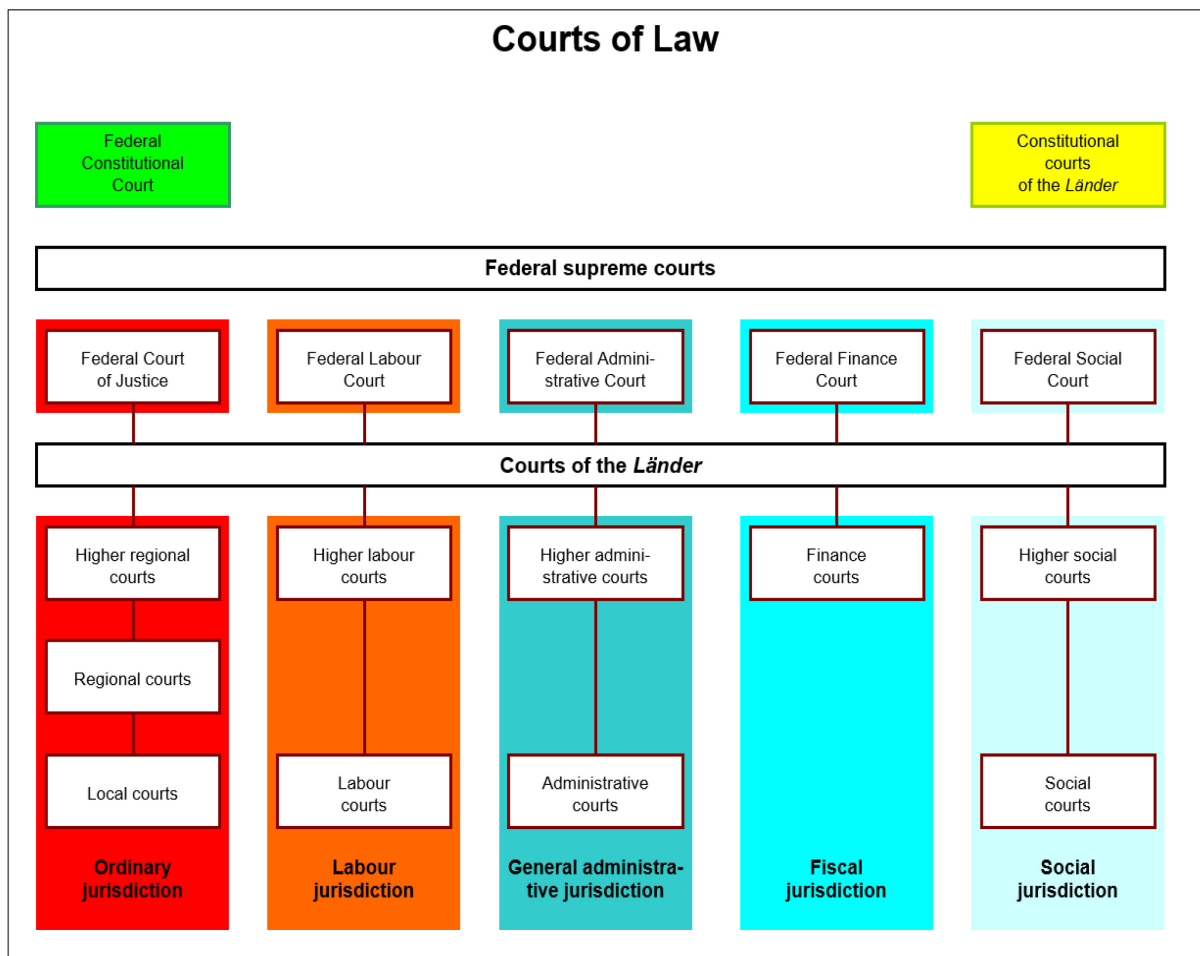 Courts of Law
Federal
Constitutional
Court
Constitutional
courts
of the Länder
Federal supreme courts
Federal Court
of Justice
Federal Labour
Court
Federal Admini-
strative Court
Federal Finance
Court
Federal Social
Court
Courts of the Länder
Higher regional
courts
Higher labour
courts
Higher admini-
strative courts
Finance
courts
Higher social
courts
Regional courts
Local courts
Labour
courts
Administrative
courts
Social
courts
Ordinary
jurisdiction
Labour
jurisdiction
General administra-
tive jurisdiction
Fiscal
jurisdiction
Social
jurisdiction